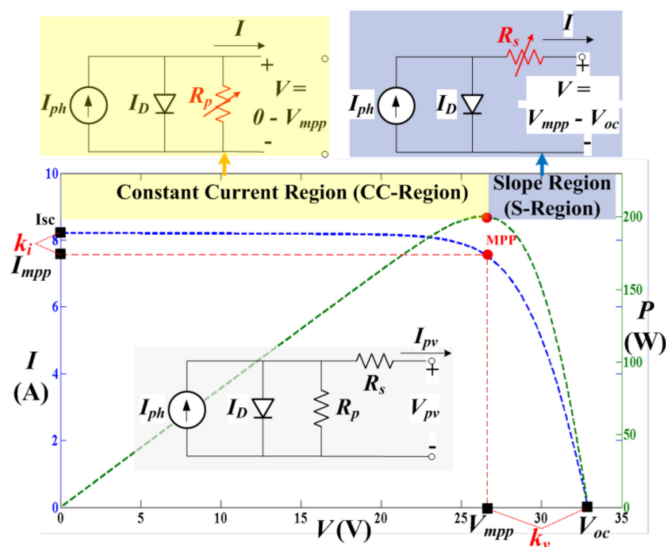 I
I
R_s
+
+
I_ph
I_D
R_p
V =
0 - V_mpp
-
I_ph
I_D
V =
V_mpp - V_oc
-
10
Constant Current Region (CC-Region)
Slope Region
(S-Region)
Isc
8
200
k_i
MPP
I_mpp
6
150
I_pv
P
(W)
I
(A)
4
100
R_s
+
I_ph
I_D
R_p
V_pv
2
50
-
0
0
0
5
10
15
20
25
30
V(V)
V_mpp
V_oc
k_v